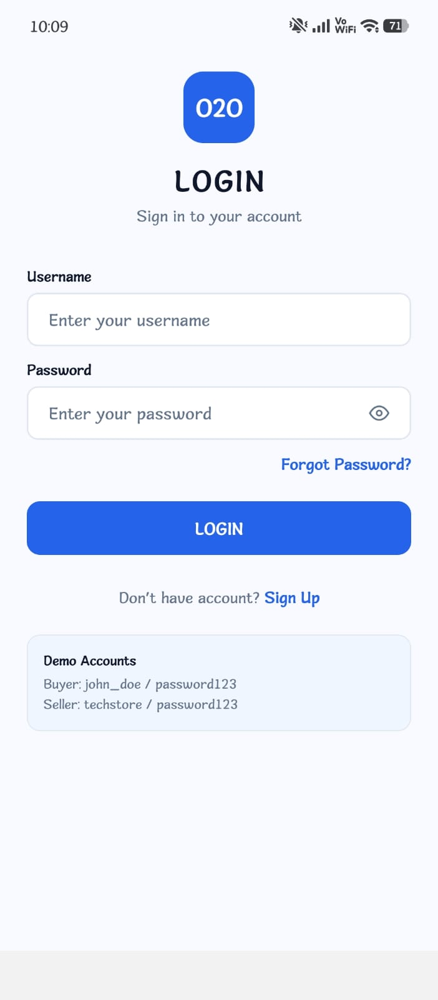 10:09
Vo
WiFi
71
O2O
LOGIN
Sign in to your account
Username
Enter your username
Password
Enter your password
Forgot Password?
LOGIN
Don't have account? Sign Up
Demo Accounts
Buyer: john_doe / password123
Seller: techstore / password123